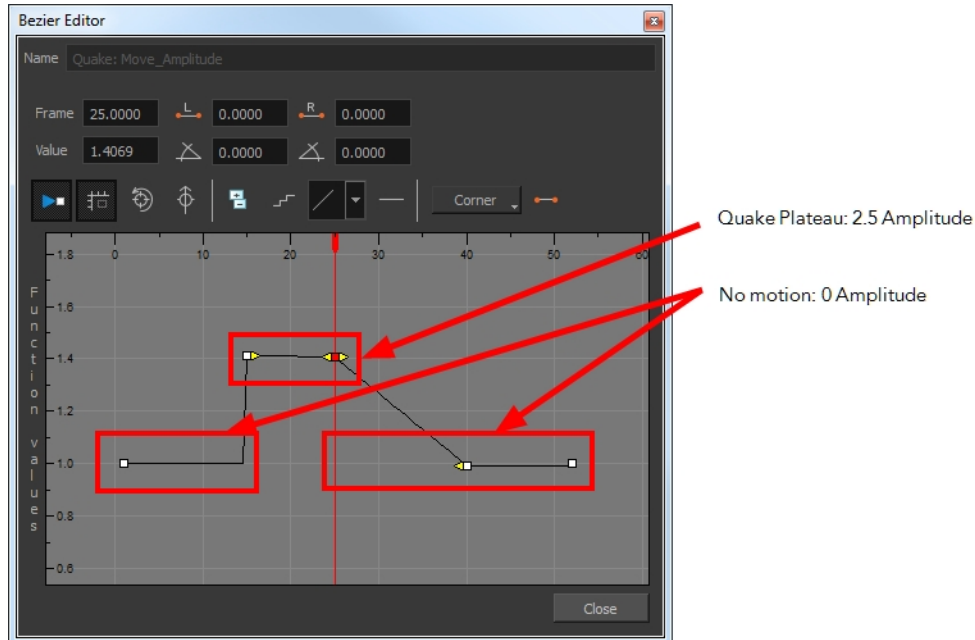 Bezier Editor
Name Quake: Move_Amplitude
Frame 25.0000 L 0.0000 R 0.0000
Value 1.4069 0.0000 0.0000
Corner
Quake Plateau: 2.5 Amplitude
No motion: 0 Amplitude
0 10 20 30 40 50 60
Function values
1.8
1.6
1.4
1.2
1.0
0.8
0.6
Close